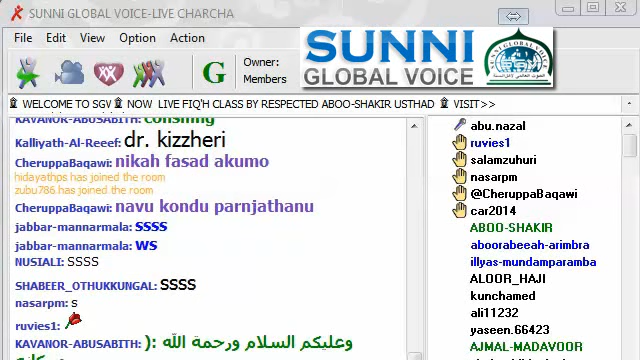 SUNNI GLOBAL VOICE-LIVE CHARCHA
File Edit View Option Action
SUNNI
GLOBAL VOICE
G
Owner:
Members
WELCOME TO SGV NOW LIVE FIQ'H CLASS BY RESPECTED ABOO-SHAKIR USTHAD VISIT>>
KAVANOR-ABUSABITH:
Kalliyath-Al-Reeef: dr. kizzheri
CheruppaBaqawi: nikah fasad akumo
hidayathps has joined the room
zubu786 has joined the room
CheruppaBaqawi: navu kondu parnjathanu
jabbar-mannarmala: ssss
jabbar-mannarmala: ws
NUSIALI: ssss
SHABEER_OTHUKKUNGAL: ssss
nasarpm: s
ruvies1:
KAVANOR-ABUSABITH: ):وعليكم السلام ورحمة الله
abu.nazal
ruvies1
salamzuhuri
nasarpm
@CheruppaBaqawi
car2014
ABOO-SHAKIR
aboorabeeah-arimbra
illyas-mundamparamba
ALOOR_HAJI
kunchamed
ali11232
yaseen.66423
AJMAL-MADAVOOR